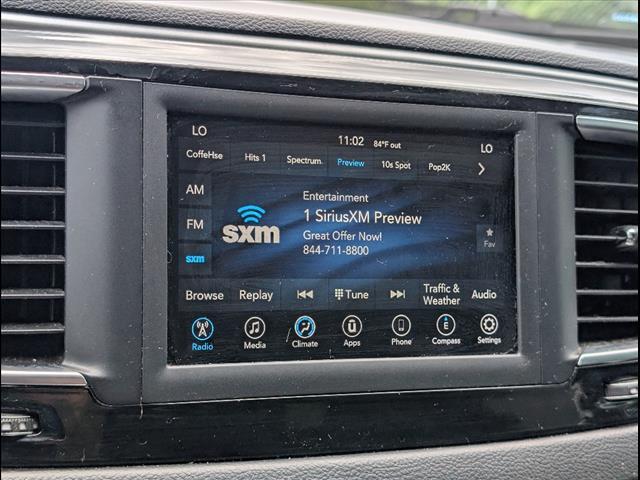 LO
11:02 84°F out
LO
CoffeHse Hits 1 Spectrum Preview 10s Spot Pop2K
AM
FM
sxm
sxm
Entertainment
1 SiriusXM Preview
Great Offer Now!
844-711-8800
Fav
Browse Replay Tune Traffic & Weather Audio
Radio Media Climate Apps Phone E Compass Settings